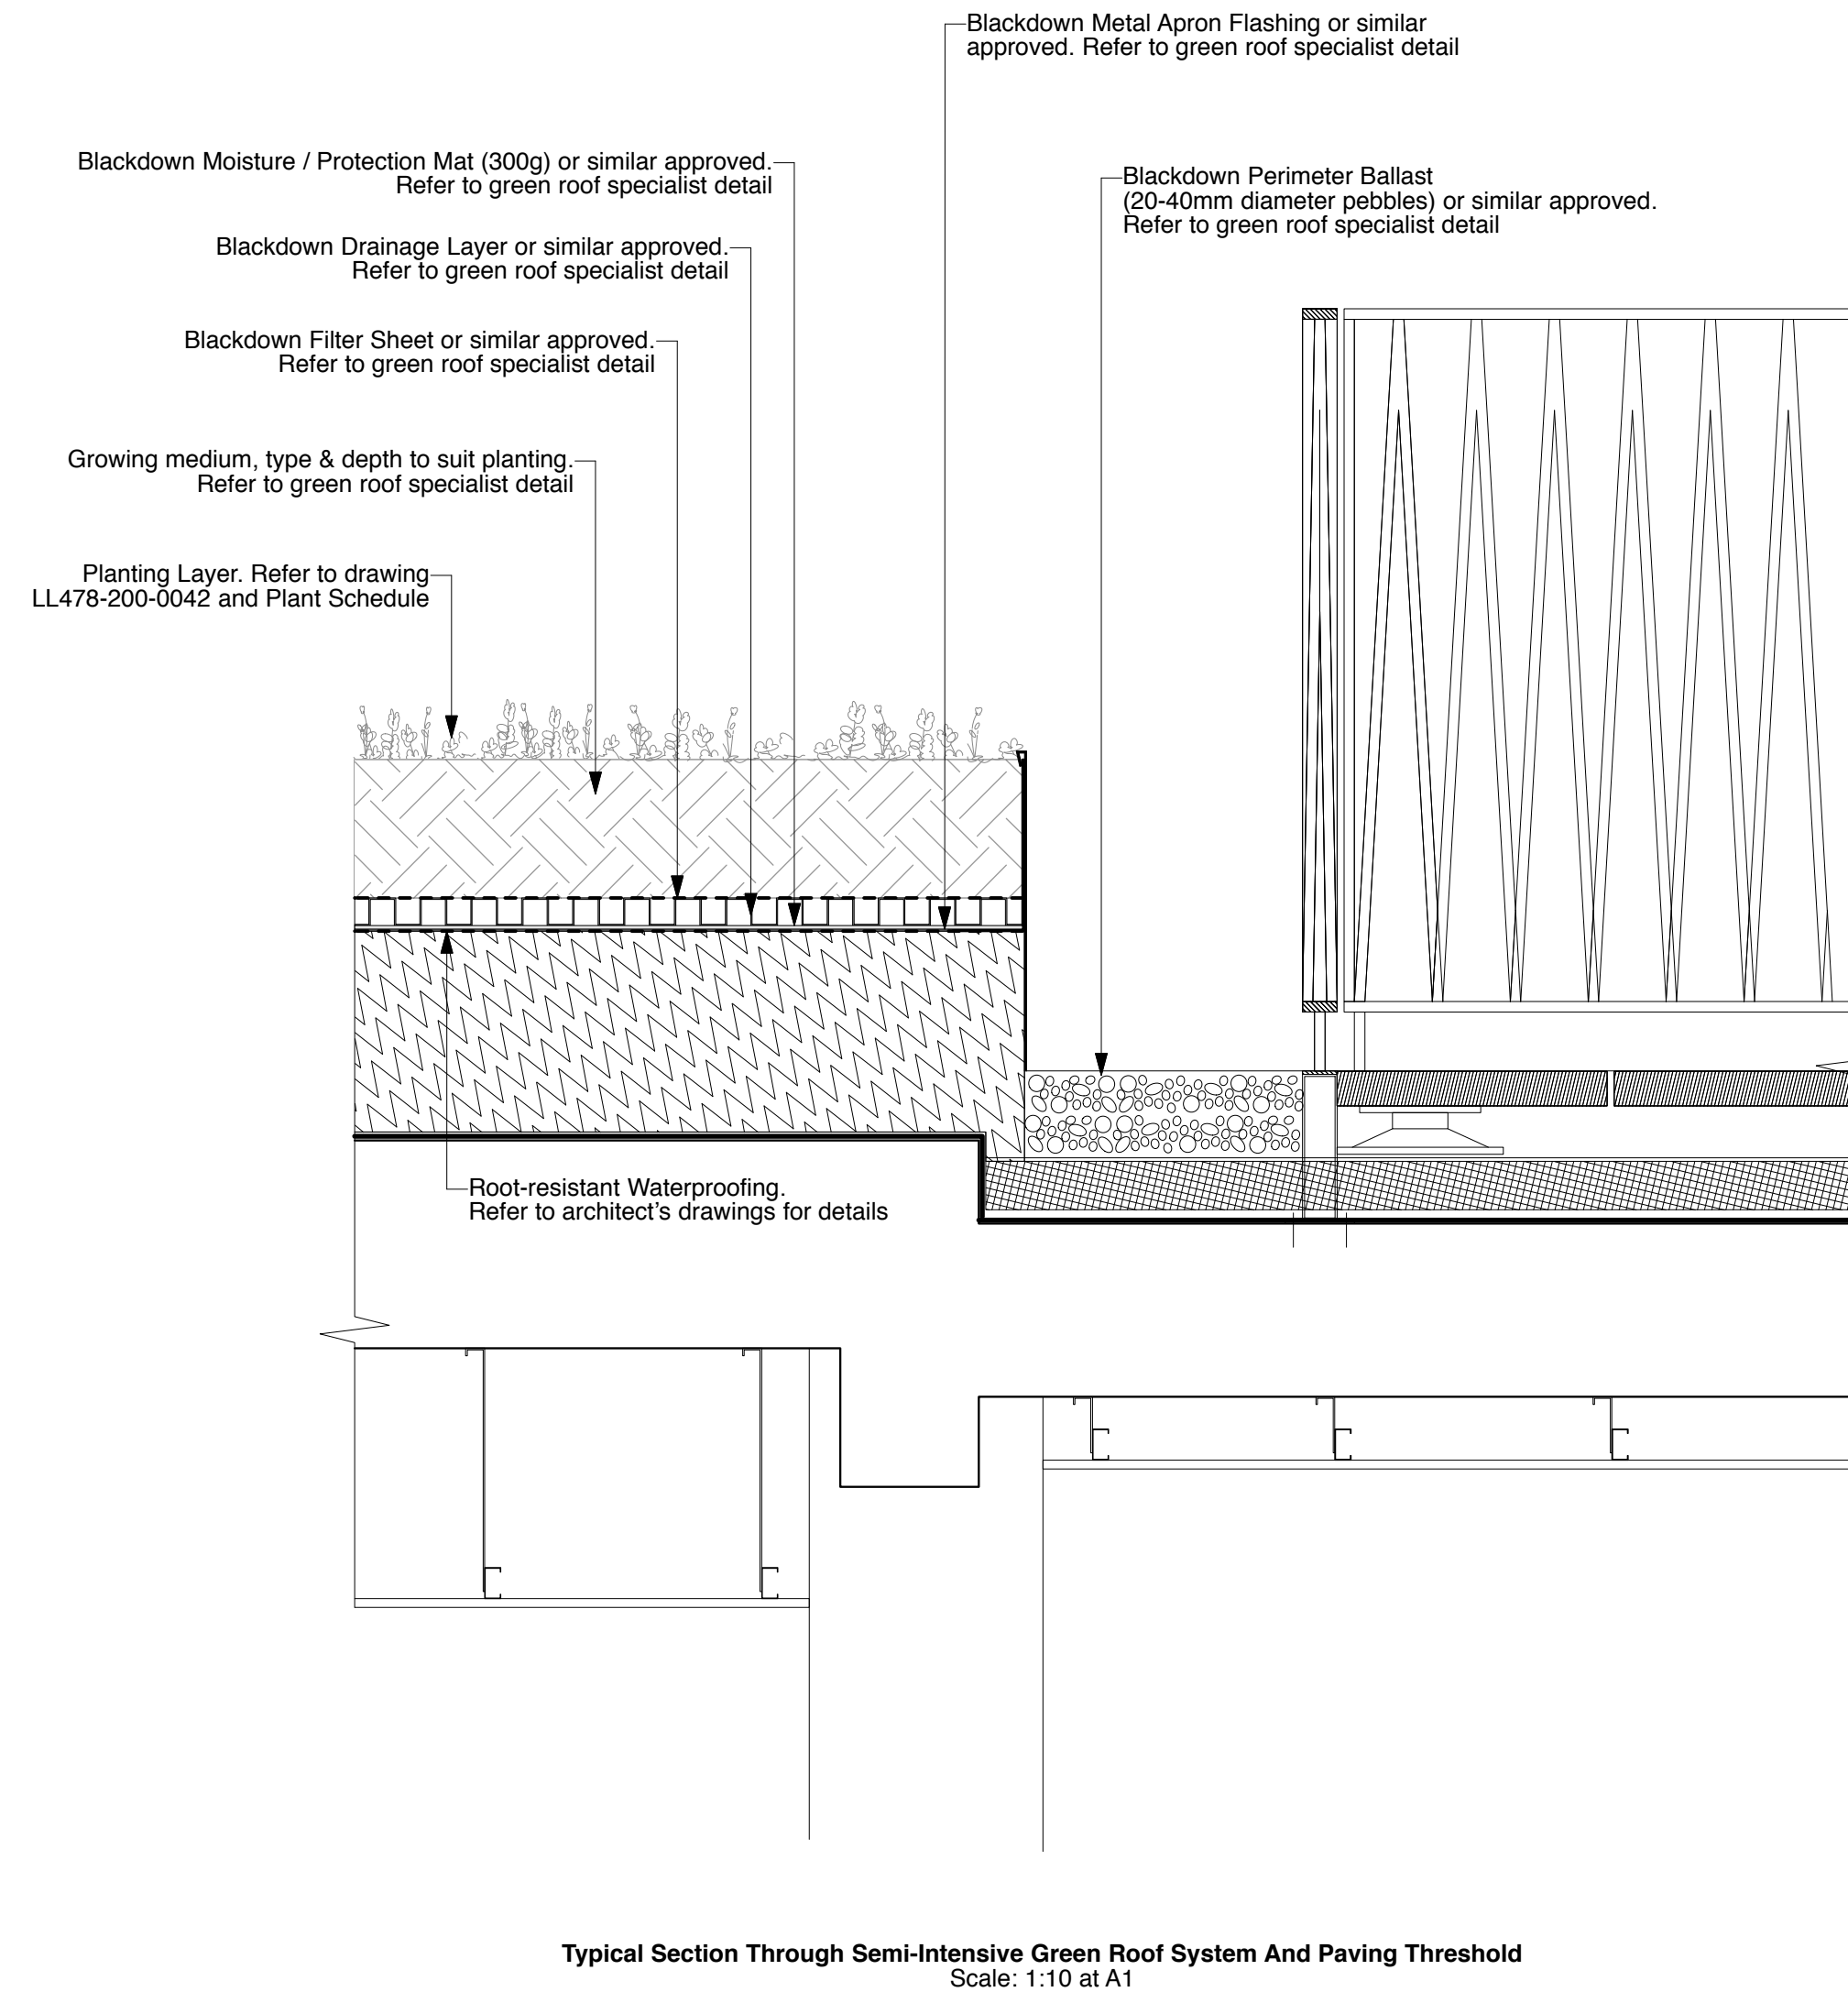 Blackdown Metal Apron Flashing or similar
approved. Refer to green roof specialist detail
Blackdown Moisture / Protection Mat (300g) or similar approved.
Refer to green roof specialist detail
Blackdown Perimeter Ballast
(20-40mm diameter pebbles) or similar approved.
Refer to green roof specialist detail
Blackdown Drainage Layer or similar approved.
Refer to green roof specialist detail
Blackdown Filter Sheet or similar approved.
Refer to green roof specialist detail
Growing medium, type & depth to suit planting.
Refer to green roof specialist detail
Planting Layer. Refer to drawing
LL478-200-0042 and Plant Schedule
Root-resistant Waterproofing.
Refer to architect’s drawings for details
Typical Section Through Semi-Intensive Green Roof System And Paving Threshold
Scale: 1:10 at A1